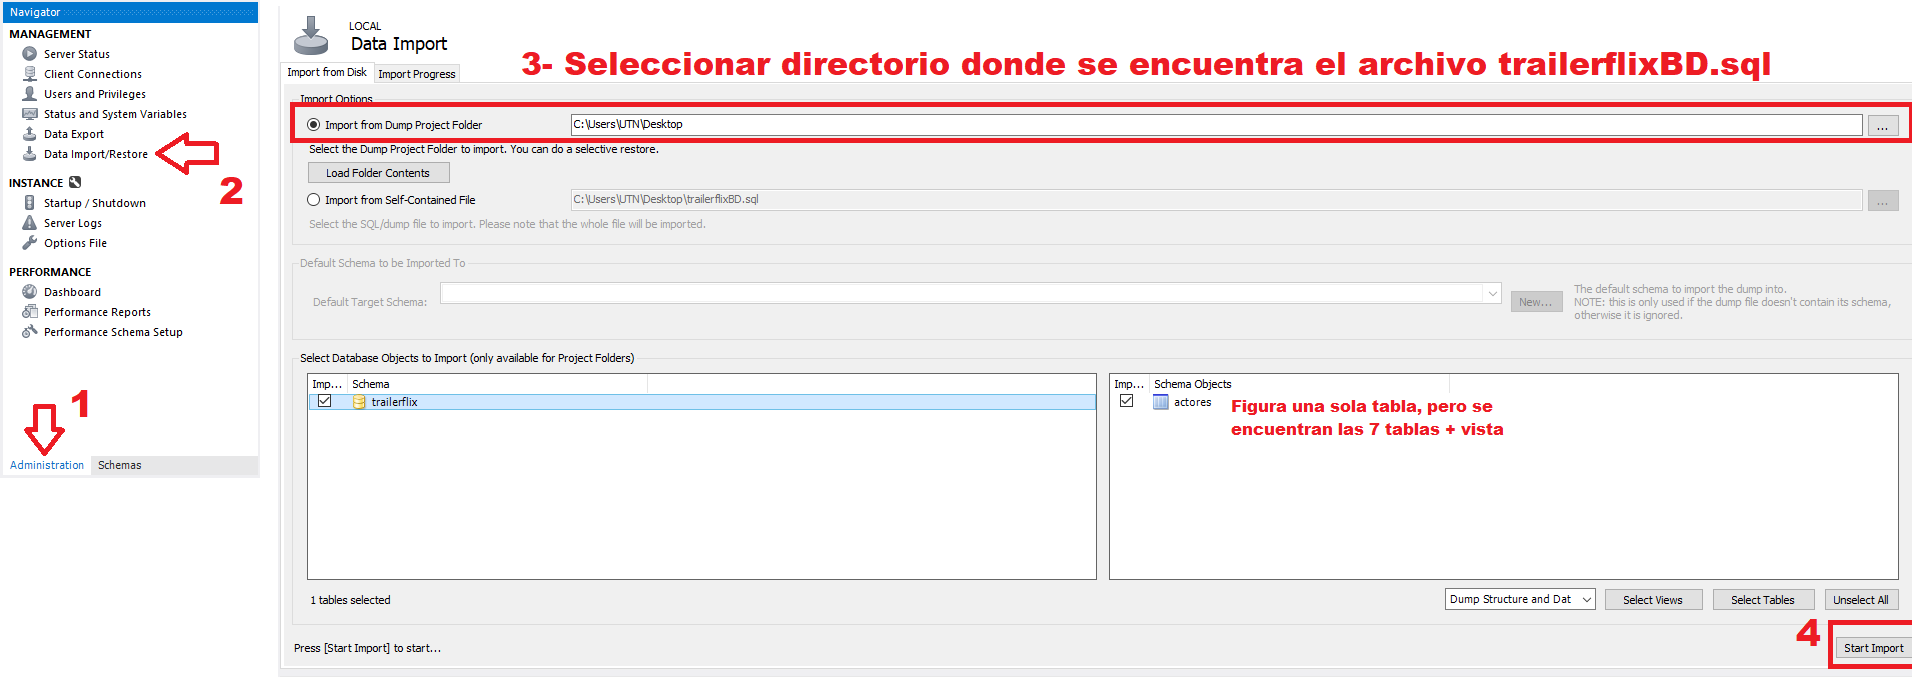 Navigator
MANAGEMENT
Server Status
Client Connections
Users and Privileges
Status and System Variables
Data Export
Data Import/Restore
2
INSTANCE
Startup / Shutdown
Server Logs
Options File
PERFORMANCE
Dashboard
Performance Reports
Performance Schema Setup
1
Administration
Schemas
LOCAL
Data Import
3- Seleccionar directorio donde se encuentra el archivo trailerflixBD.sql
Import from Disk
Import Progress
Import Options
Import from Dump Project Folder
C:\Users\UTN\Desktop
...
Select the Dump Project Folder to import. You can do a selective restore.
Load Folder Contents
Import from Self-Contained File
C:\Users\UTN\Desktop\trailerflixBD.sql
...
Select the SQL/dump file to import. Please note that the whole file will be imported.
Default Schema to be Imported To
Default Target Schema:
New...
The default schema to import the dump into.
NOTE: this is only used if the dump file doesn't contain its schema,
otherwise it is ignored.
Select Database Objects to Import (only available for Project Folders)
Imp... Schema
trailerflix
Imp... Schema Objects
actores
Figura una sola tabla, pero se
encuentran las 7 tablas + vista
1 tables selected
Dump Structure and Dat
Select Views
Select Tables
Unselect All
4
Press [Start Import] to start...
Start Import